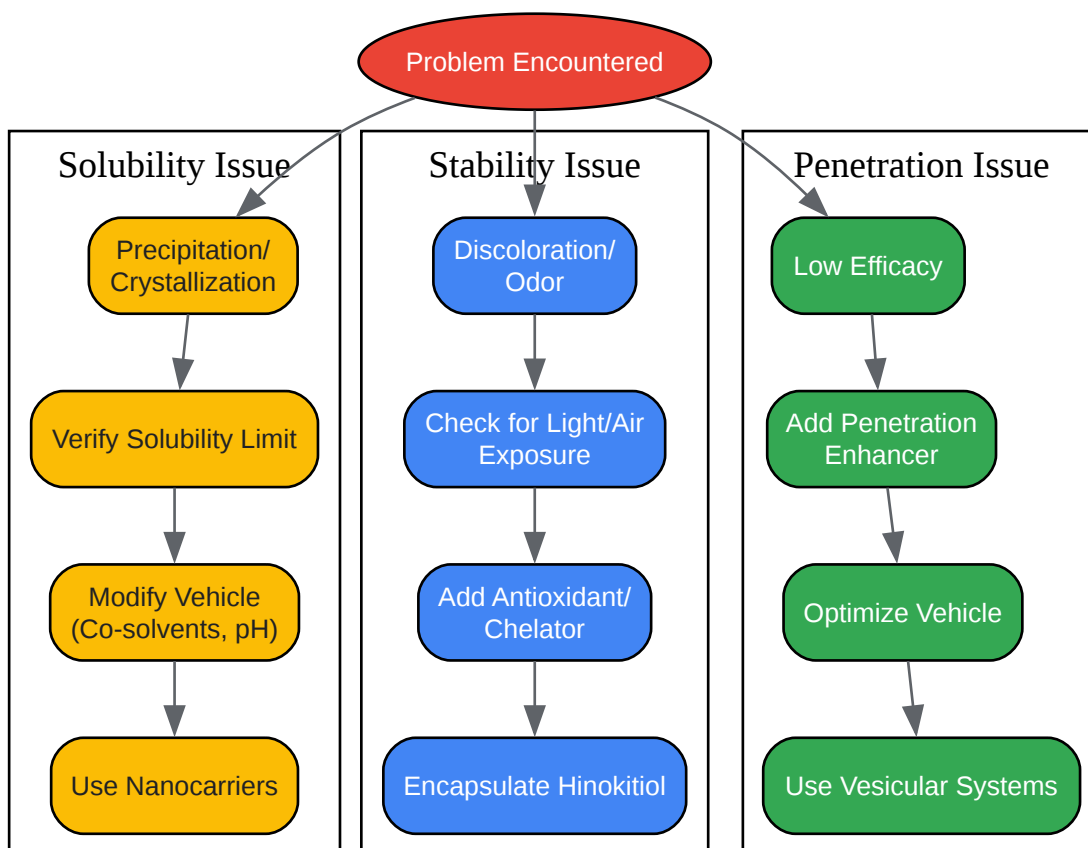 Problem Encountered
Solubility Issue
Precipitation/
Crystallization
Verify Solubility Limit
Modify Vehicle
(Co-solvents, pH)
Use Nanocarriers
Stability Issue
Discoloration/
Odor
Check for Light/Air
Exposure
Add Antioxidant/
Chelator
Encapsulate Hinokitiol
Penetration Issue
Low Efficacy
Add Penetration
Enhancer
Optimize Vehicle
Use Vesicular Systems